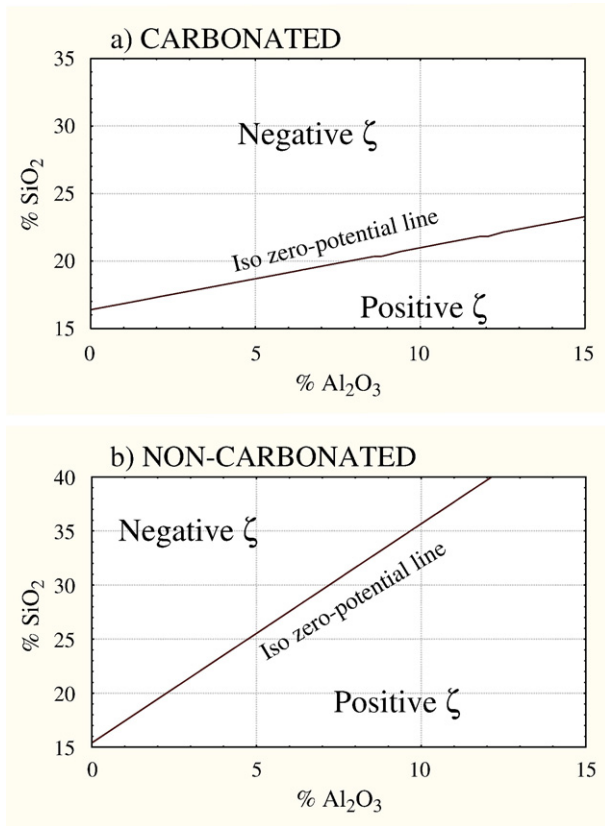 a) CARBONATED
35
30
25
20
15
% SiO₂
Negative ζ
Iso zero-potential line
Positive ζ
0 5 10 15
% Al₂O₃
b) NON-CARBONATED
40
35
30
25
20
15
% SiO₂
Negative ζ
Iso zero-potential line
Positive ζ
0 5 10 15
% Al₂O₃